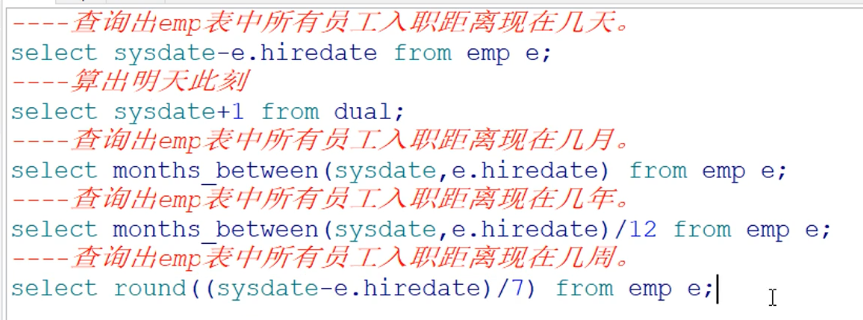 ----查询出emp表中所有员工入职距离现在几天。
select sysdate-e.hiredate from emp e;
----算出明天此刻
select sysdate+1 from dual;
----查询出emp表中所有员工入职距离现在几月。
select months_between(sysdate,e.hiredate) from emp e;
----查询出emp表中所有员工入职距离现在几年。
select months_between(sysdate,e.hiredate)/12 from emp e;
----查询出emp表中所有员工入职距离现在几周。
select round((sysdate-e.hiredate)/7) from emp e;